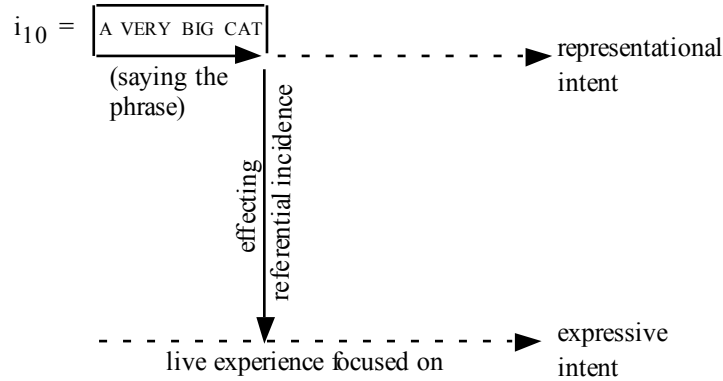 i10 = A VERY BIG CAT
(saying the
phrase)
representational
intent
effecting
referential incidence
expressive
intent
live experience focused on